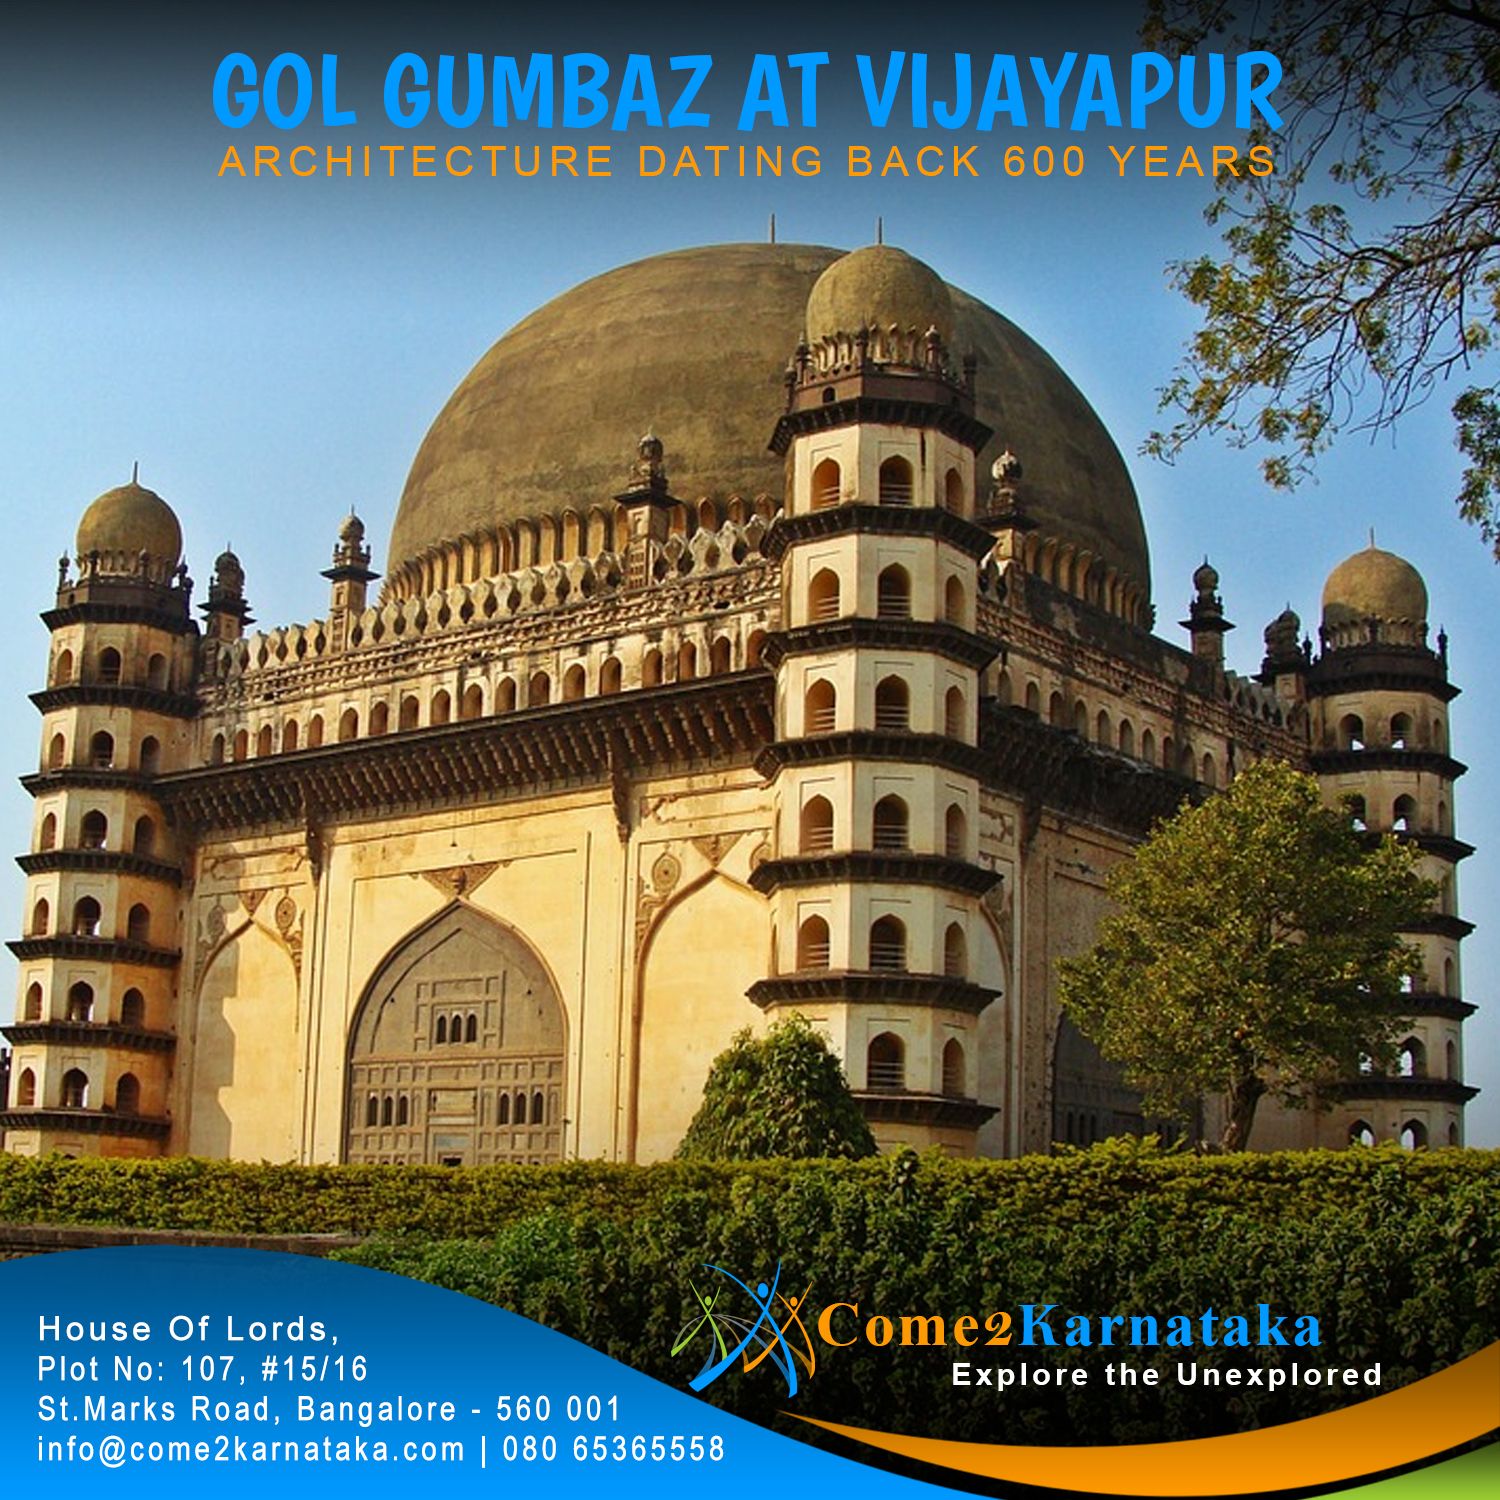 GOL GUMBAZ AT VIJAYAPUR
ARCHITECTURE DATING BACK 600 YEARS
Come2Karnataka
Explore the Unexplored
House Of Lords,
Plot No: 107, #15/16
St.Marks Road, Bangalore - 560 001
info@come2karnataka.com | 080 65365558